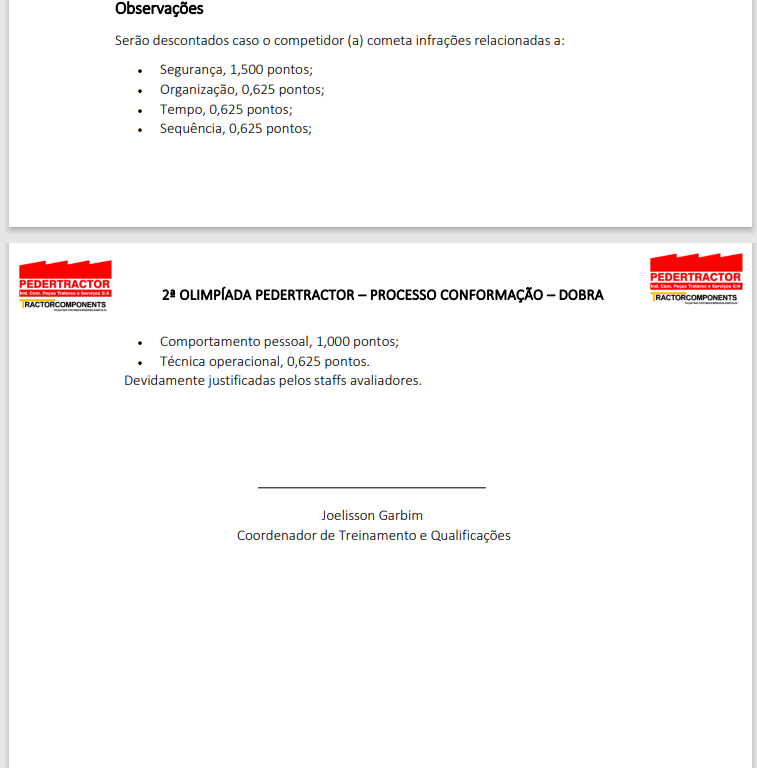 Observações
Serão descontados caso o competidor (a) cometa infrações relacionadas a:
• Segurança, 1,500 pontos;
• Organização, 0,625 pontos;
• Tempo, 0,625 pontos;
• Sequência, 0,625 pontos;
PEDERTRACTOR
Ind. Com. Peças Tratores e Serviços S/A
TRACTORCOMPONENTS
2ª OLIMPÍADA PEDERTRACTOR – PROCESSO CONFORMAÇÃO – DOBRA
PEDERTRACTOR
Ind. Com. Peças Tratores e Serviços S/A
TRACTORCOMPONENTS
• Comportamento pessoal, 1,000 pontos;
• Técnica operacional, 0,625 pontos.
Devidamente justificadas pelos staffs avaliadores.
Joelisson Garbim
Coordenador de Treinamento e Qualificações